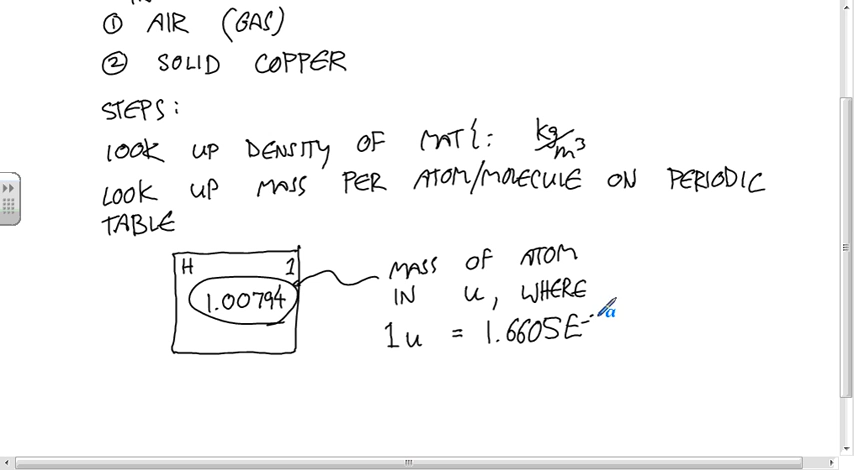 ① AIR (GAS)
② SOLID COPPER
STEPS:
LOOK UP DENSITY OF MAT'L: kg/m³
LOOK UP MASS PER ATOM/MOLECULE ON PERIODIC
TABLE
H 1
1.00794
MASS OF ATOM
IN u, WHERE
1u = 1.6605E-